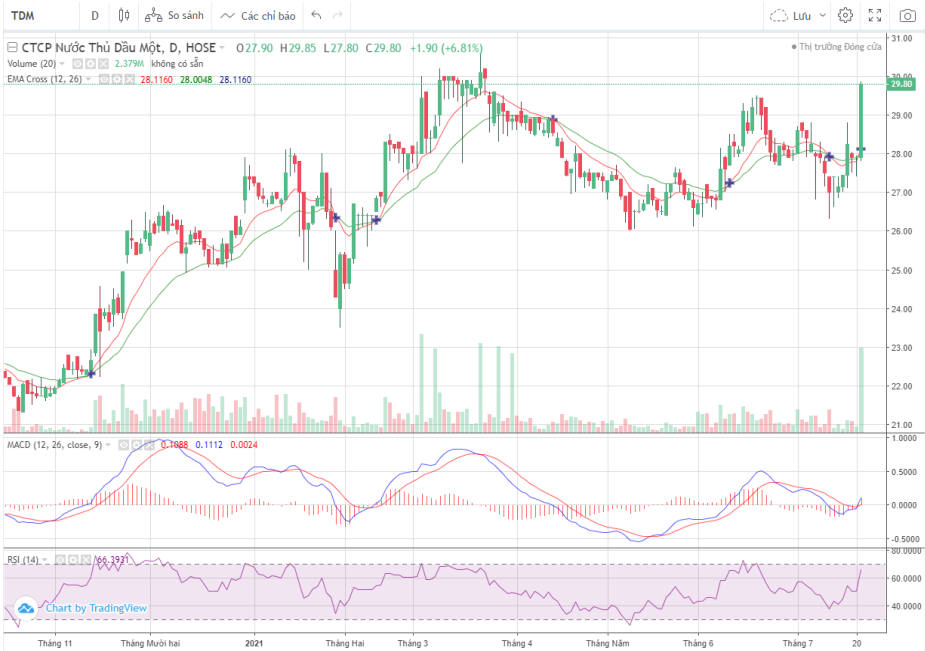 TDM D So sánh Các chỉ báo Lưu
CTCP Nước Thủ Dầu Một, D, HOSE O27.90 H29.85 L27.80 C29.80 +1.90 (+6.81%)
Thị trường Đóng cửa
Volume (20) 2.379M không có sẵn
EMA Cross (12, 26) 28.1160 28.0048 28.1160
31.00
30.00
29.80
29.00
28.00
27.00
26.00
25.00
24.00
23.00
22.00
21.00
MACD (12, 26, close, 9) 0.1088 0.1112 0.0024
1.0000
0.5000
0.0000
-0.5000
RSI (14) 66.3931
80.0000
60.0000
40.0000
Chart by TradingView
Tháng 11 Tháng Mười hai 2021 Tháng Hai Tháng 3 Tháng 4 Tháng Năm Tháng 6 Tháng 7 20